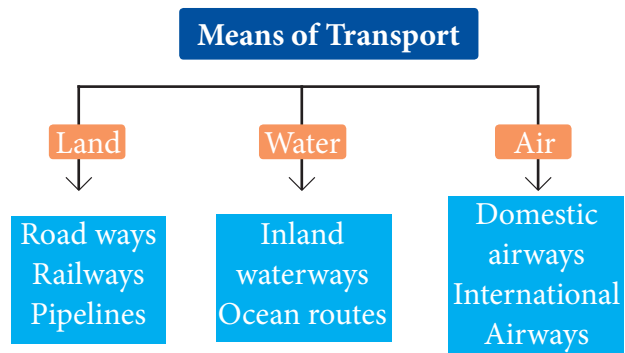 Means of Transport
Land
Water
Air
Road ways
Railways
Pipelines
Inland
waterways
Ocean routes
Domestic
airways
International
Airways